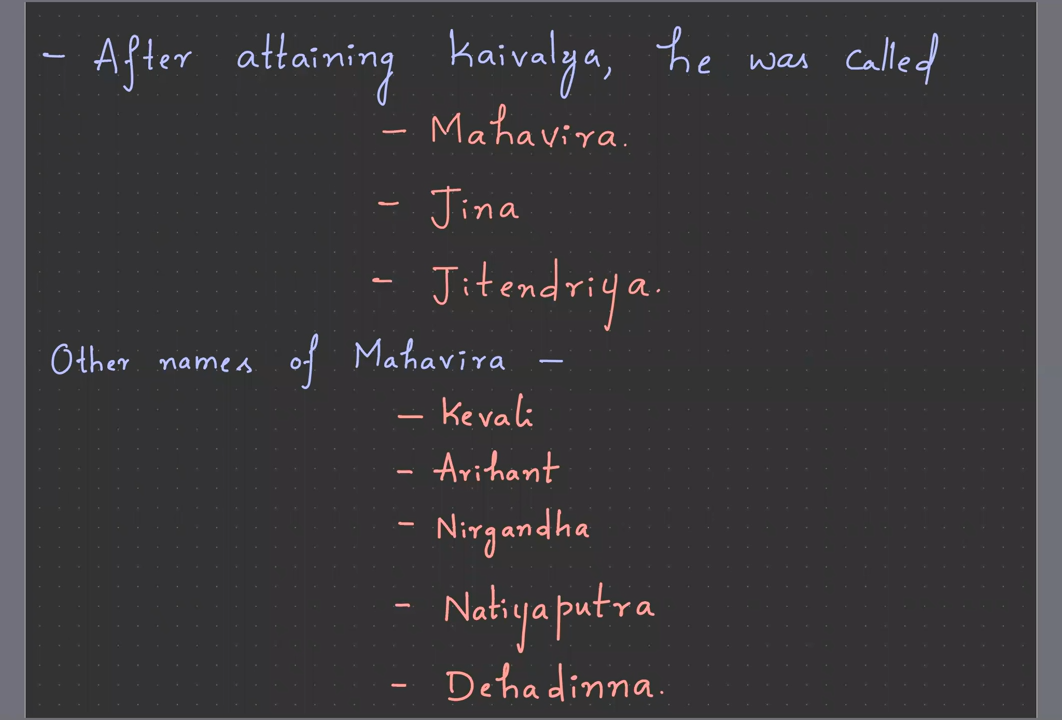 - After attaining Kaivalya, he was called
- Mahavira.
- Jina
- Jitendriya.
Other names of Mahavira -
- Kevali
- Arihant
- Nirgandha
- Natiyaputra
- Dehadinna.